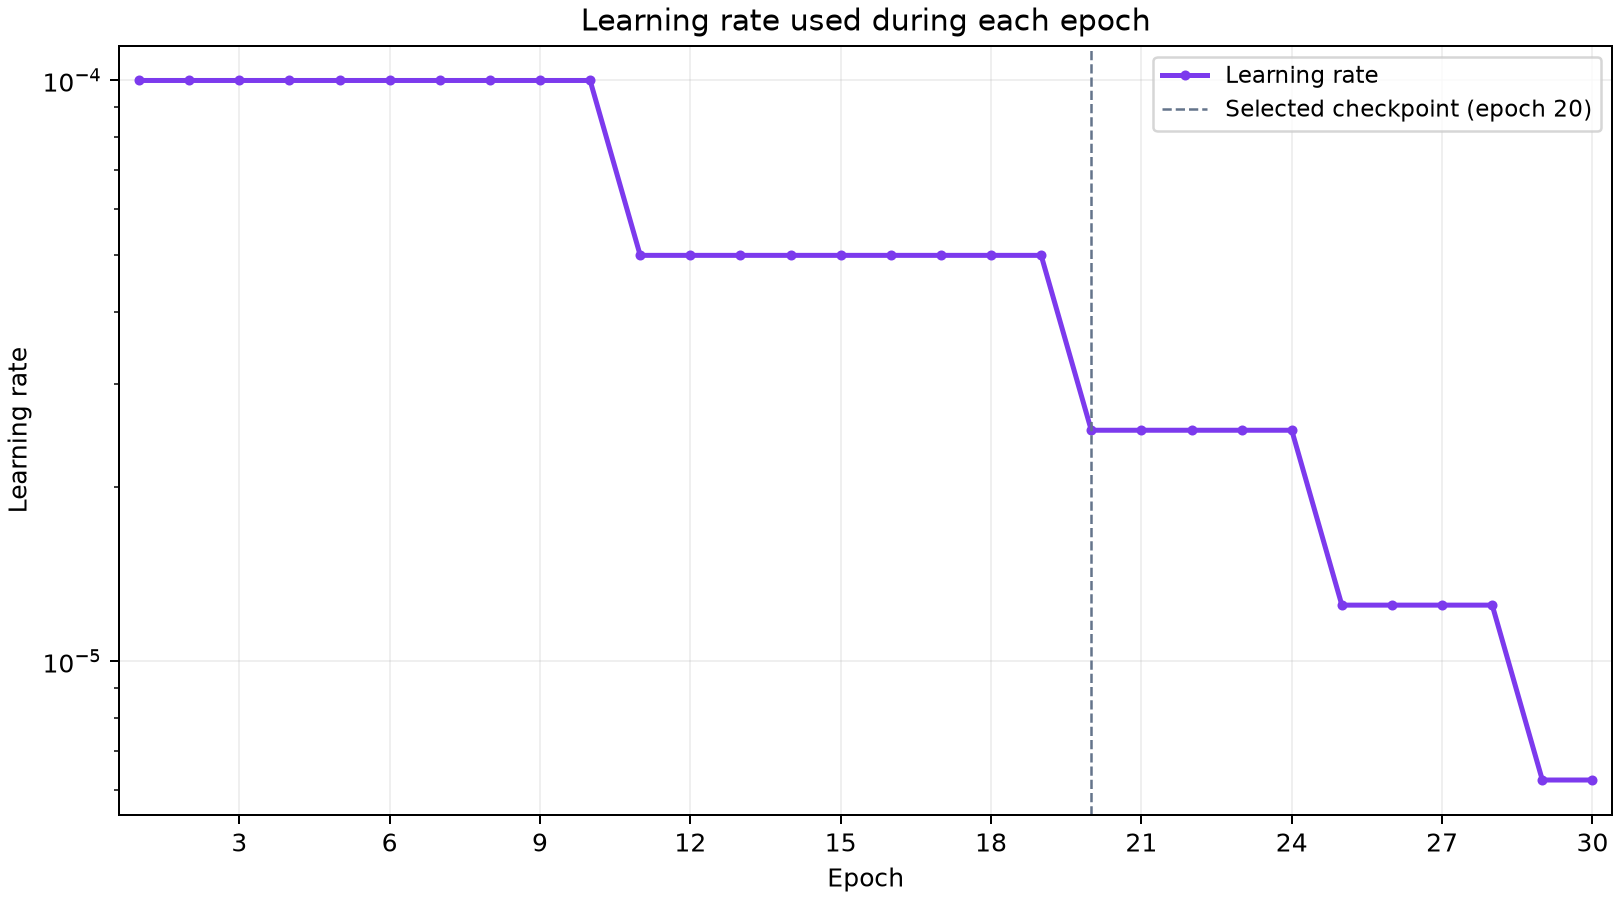 Learning rate used during each epoch
Learning rate
Selected checkpoint (epoch 20)
10⁻⁴
10⁻⁵
Learning rate
3 6 9 12 15 18 21 24 27 30
Epoch